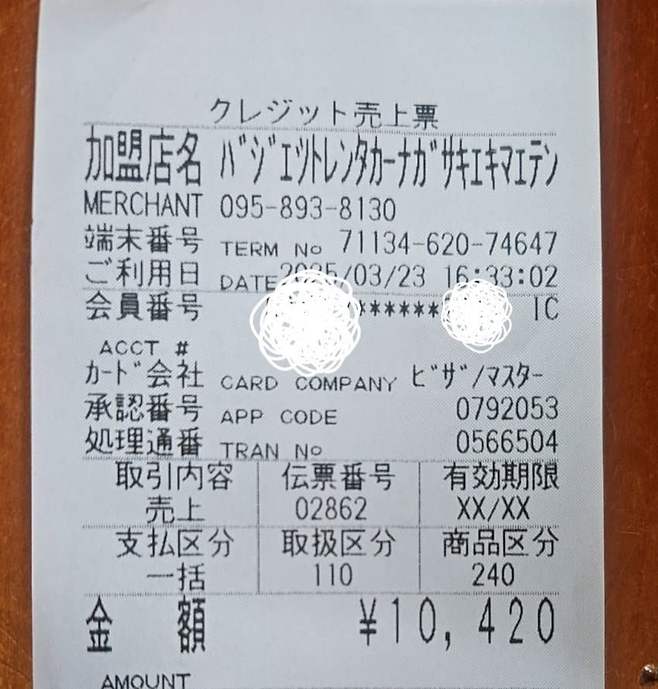 クレジット売上票
加盟店名 ﾊﾞｼﾞｪﾂﾄﾚﾝﾀｶｰﾅｶﾞｻｷｴｷﾏｴﾃﾝ
MERCHANT 095-893-8130
端末番号 TERM No 71134-620-74647
ご利用日 DATE 2025/03/23 16:33:02
会員番号 ****** IC
ACCT #
ｶｰﾄﾞ会社 CARD COMPANY ﾋﾞｻﾞ/ﾏｽﾀｰ
承認番号 APP CODE 0792053
処理通番 TRAN No 0566504
取引内容 伝票番号 有効期限
売上 02862 XX/XX
支払区分 取扱区分 商品区分
一括 110 240
金 額 ¥10,420
AMOUNT